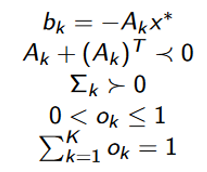 b_k = −A_k x*
A_k + (A_k)^T ≺ 0
Σ_k ≻ 0
0 < o_k ≤ 1
∑_{k=1}^{K} o_k = 1